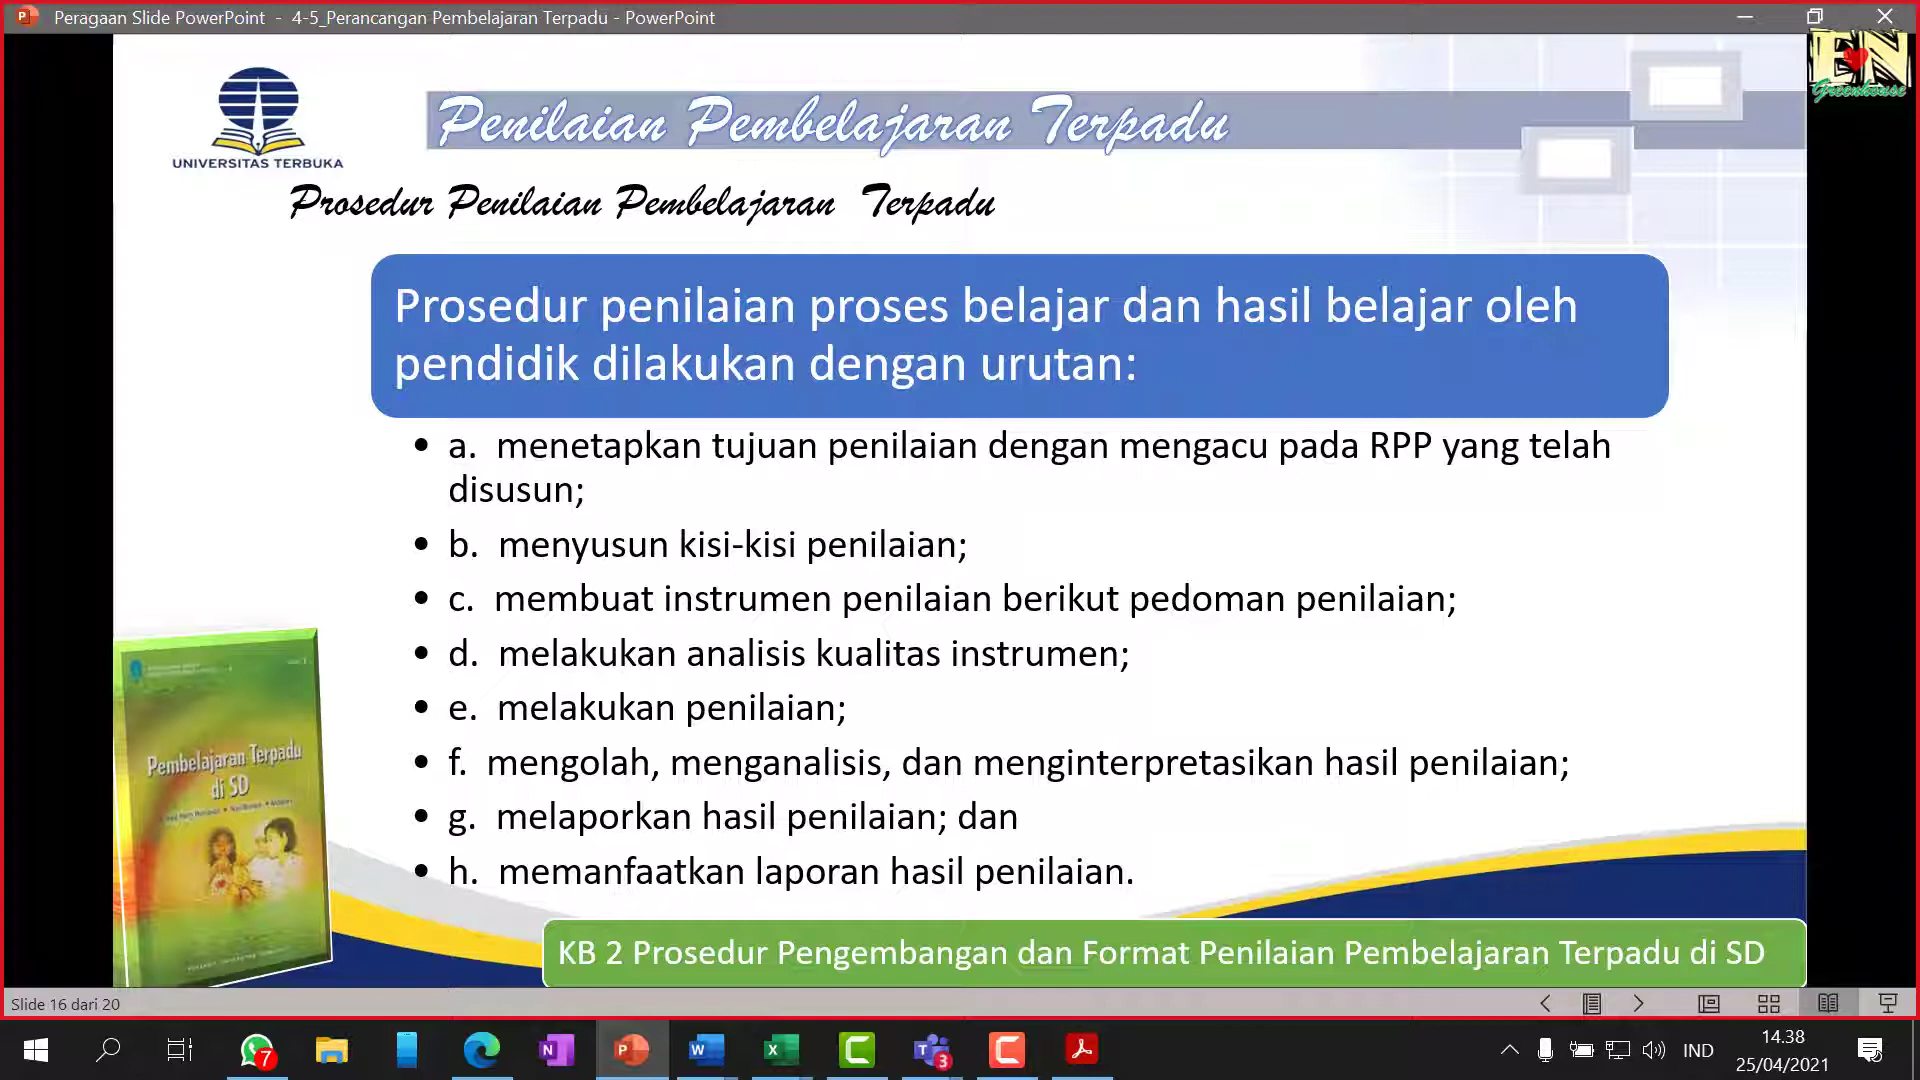 Peragaan Slide PowerPoint - 4-5_Perancangan Pembelajaran Terpadu - PowerPoint
EN
Greenhouse
UNIVERSITAS TERBUKA
Penilaian Pembelajaran Terpadu
Prosedur Penilaian Pembelajaran Terpadu
Prosedur penilaian proses belajar dan hasil belajar oleh
pendidik dilakukan dengan urutan:
• a. menetapkan tujuan penilaian dengan mengacu pada RPP yang telah
disusun;
• b. menyusun kisi-kisi penilaian;
• c. membuat instrumen penilaian berikut pedoman penilaian;
• d. melakukan analisis kualitas instrumen;
• e. melakukan penilaian;
• f. mengolah, menganalisis, dan menginterpretasikan hasil penilaian;
• g. melaporkan hasil penilaian; dan
• h. memanfaatkan laporan hasil penilaian.
Pembelajaran Terpadu
di SD
KB 2 Prosedur Pengembangan dan Format Penilaian Pembelajaran Terpadu di SD
Slide 16 dari 20
7
3
IND
14.38
25/04/2021